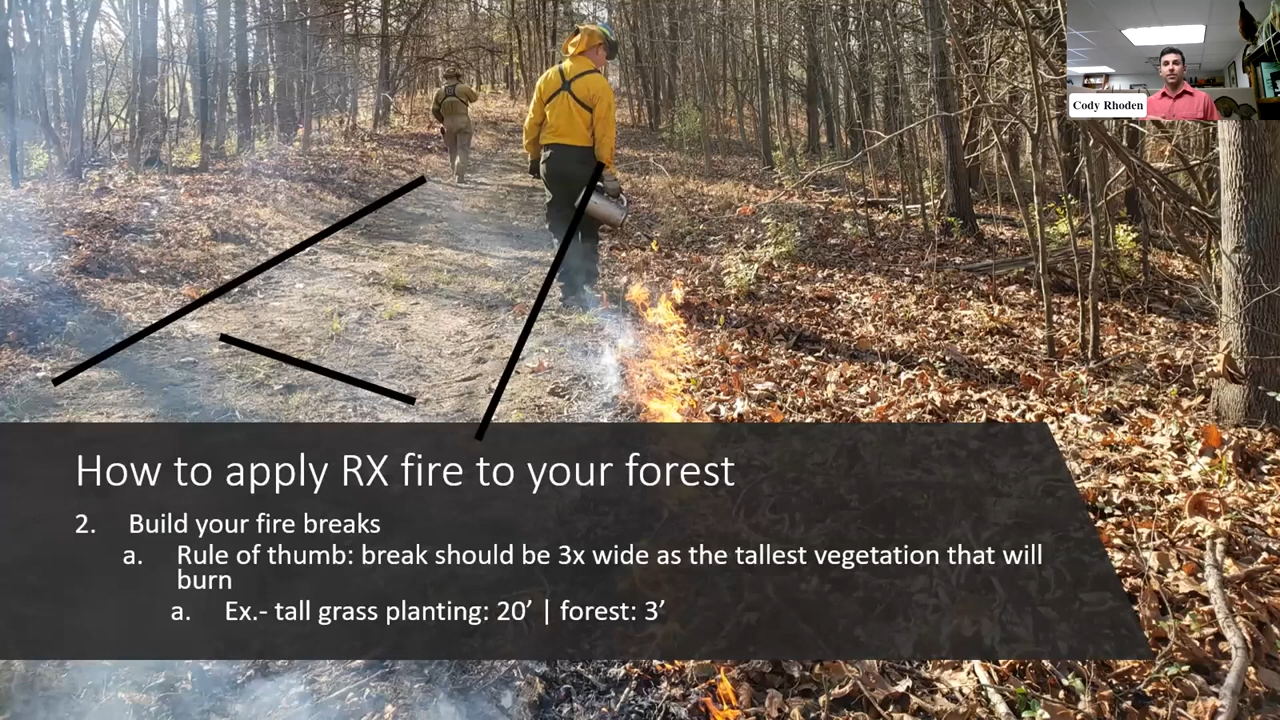 Cody Rhoden
How to apply RX fire to your forest
2. Build your fire breaks
a. Rule of thumb: break should be 3x wide as the tallest vegetation that will
burn
a. Ex.- tall grass planting: 20’ | forest: 3’